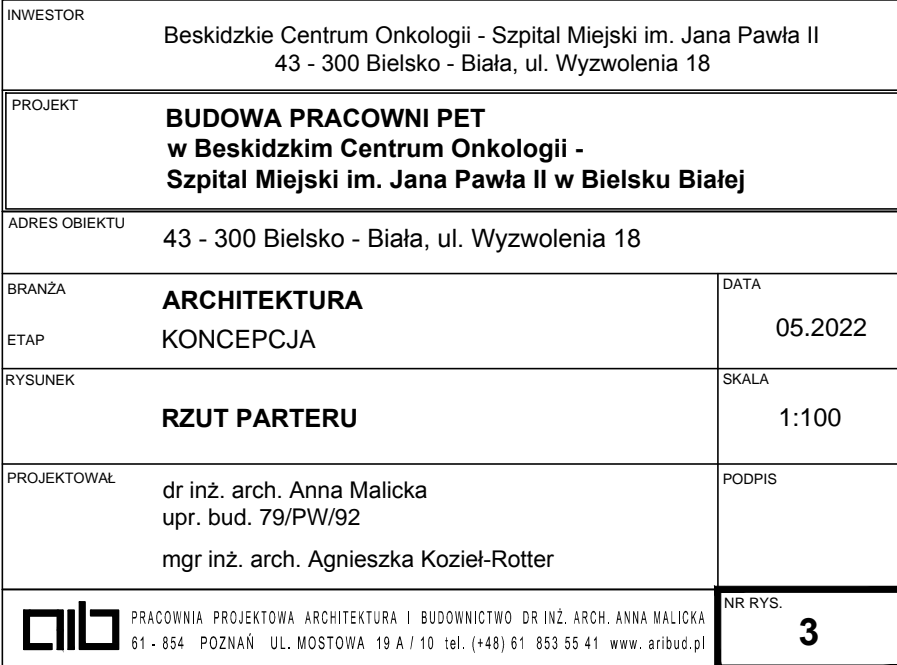 INWESTOR
Beskidzkie Centrum Onkologii - Szpital Miejski im. Jana Pawła II
43 - 300 Bielsko - Biała, ul. Wyzwolenia 18
PROJEKT
BUDOWA PRACOWNI PET
w Beskidzkim Centrum Onkologii -
Szpital Miejski im. Jana Pawła II w Bielsku Białej
ADRES OBIEKTU
43 - 300 Bielsko - Biała, ul. Wyzwolenia 18
BRANŻA
ARCHITEKTURA
ETAP
KONCEPCJA
DATA
05.2022
RYSUNEK
RZUT PARTERU
SKALA
1:100
PROJEKTOWAŁ
dr inż. arch. Anna Malicka
upr. bud. 79/PW/92
mgr inż. arch. Agnieszka Kozieł-Rotter
PODPIS
aib
PRACOWNIA PROJEKTOWA ARCHITEKTURA I BUDOWNICTWO DR INŻ. ARCH. ANNA MALICKA
61 - 854 POZNAŃ UL. MOSTOWA 19 A / 10 tel. (+48) 61 853 55 41 www. aribud.pl
NR RYS.
3